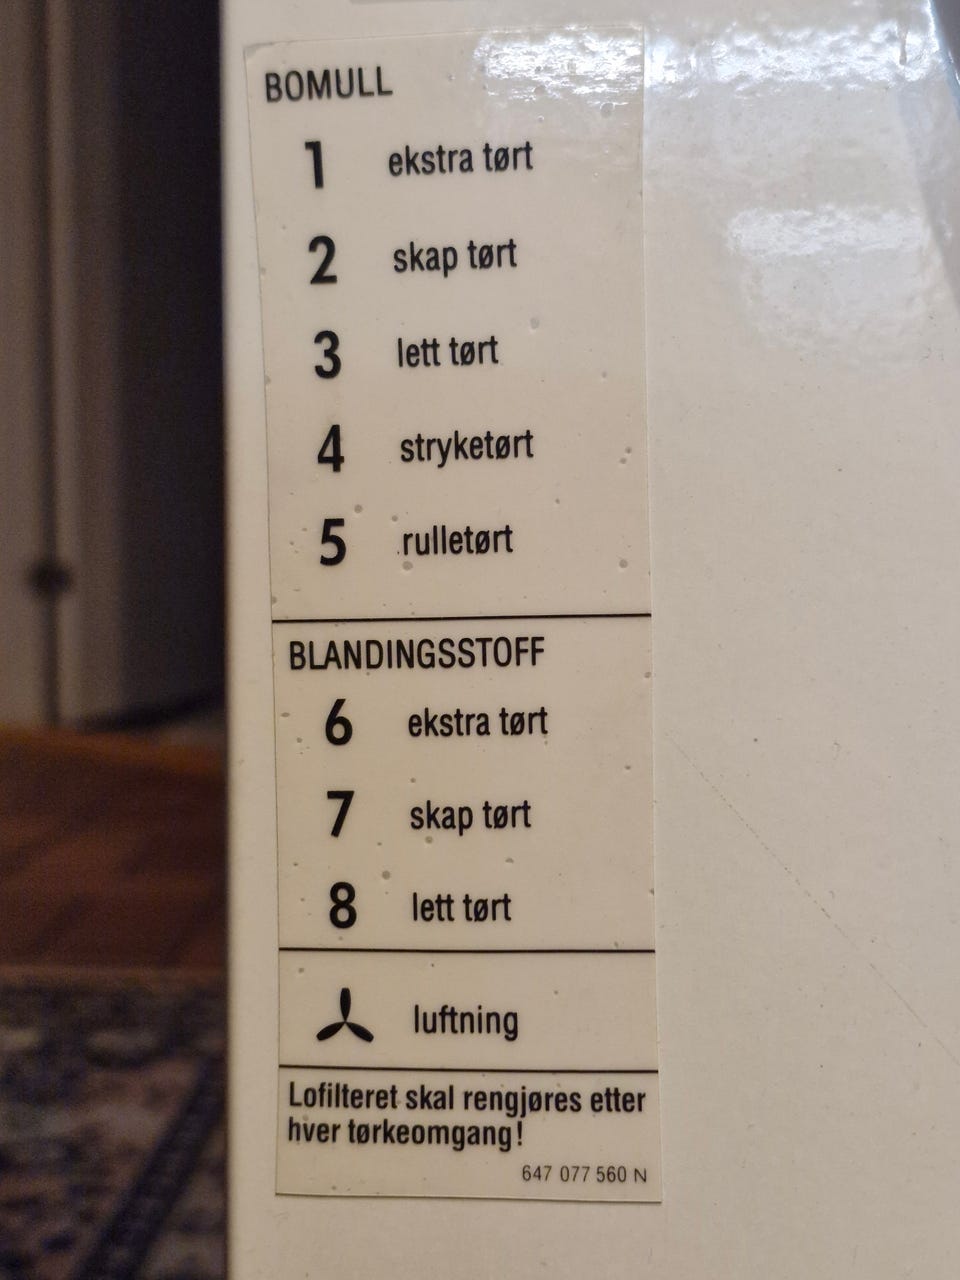 BOMULL
1 ekstra tørt
2 skap tørt
3 lett tørt
4 stryketørt
5 rulletørt
BLANDINGSSTOFF
6 ekstra tørt
7 skap tørt
8 lett tørt
luftning
Lofilteret skal rengjøres etter
hver tørkeomgang!
647 077 560 N